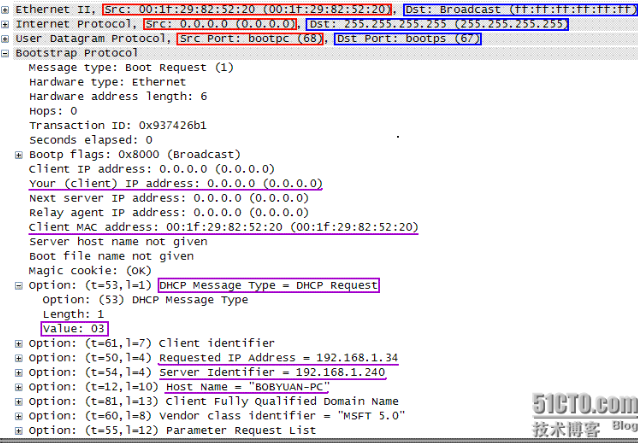 Ethernet II, Src: 00:1f:29:82:52:20 (00:1f:29:82:52:20), Dst: Broadcast (ff:ff:ff:ff:ff:ff)
Internet Protocol, Src: 0.0.0.0 (0.0.0.0), Dst: 255.255.255.255 (255.255.255.255)
User Datagram Protocol, Src Port: bootpc (68), Dst Port: bootps (67)
Bootstrap Protocol
Message type: Boot Request (1)
Hardware type: Ethernet
Hardware address length: 6
Hops: 0
Transaction ID: 0x937426b1
Seconds elapsed: 0
Bootp flags: 0x8000 (Broadcast)
Client IP address: 0.0.0.0 (0.0.0.0)
Your (client) IP address: 0.0.0.0 (0.0.0.0)
Next server IP address: 0.0.0.0 (0.0.0.0)
Relay agent IP address: 0.0.0.0 (0.0.0.0)
Client MAC address: 00:1f:29:82:52:20 (00:1f:29:82:52:20)
Server host name not given
Boot file name not given
Magic cookie: (OK)
Option: (t=53,l=1) DHCP Message Type = DHCP Request
Option: (53) DHCP Message Type
Length: 1
Value: 03
Option: (t=61,l=7) Client identifier
Option: (t=50,l=4) Requested IP Address = 192.168.1.34
Option: (t=54,l=4) Server Identifier = 192.168.1.240
Option: (t=12,l=10) Host Name = "BOBYUAN-PC"
Option: (t=81,l=13) Client Fully Qualified Domain Name
Option: (t=60,l=8) Vendor class identifier = "MSFT 5.0"
Option: (t=55,l=12) Parameter Request List
51CTO.com
技术博客 Blog